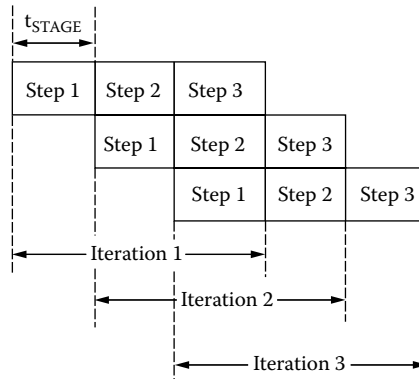 tSTAGE
Step 1 Step 2 Step 3
Step 1 Step 2 Step 3
Step 1 Step 2 Step 3
Iteration 1
Iteration 2
Iteration 3